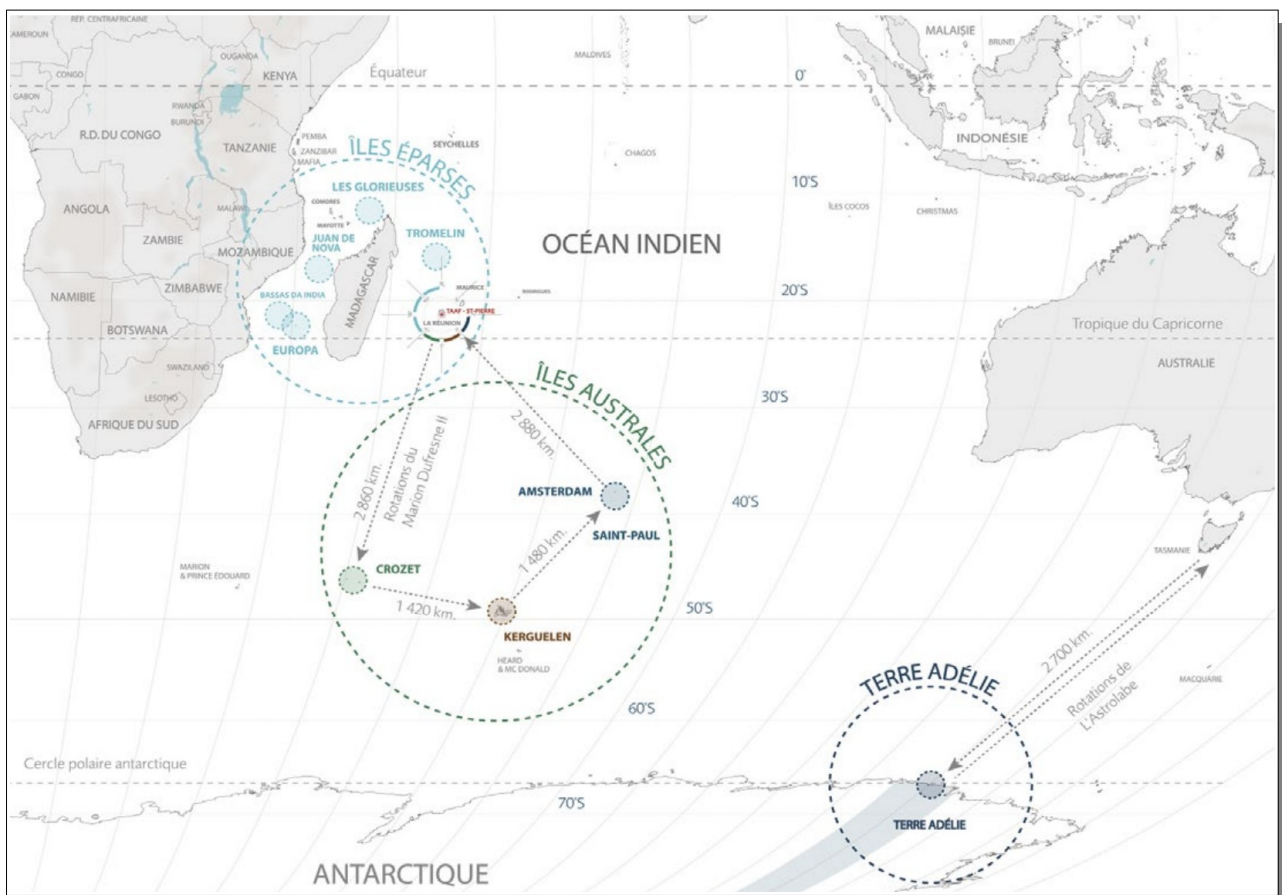 RÉP. CENTRAFRICAINE
CAMEROUN
OUGANDA
CONGO
KENYA
GABON
RWANDA
BURUNDI
R.D. DU CONGO
TANZANIE
PEMBA
ZANZIBAR
MAFIA
Équateur
MALDIVES
0°
MALAISIE
BRUNEI
INDONÉSIE
SEYCHELLES
CHAGOS
ÎLES ÉPARSES
LES GLORIEUSES
COMORES
MAYOTTE
JUAN DE
NOVA
TROMELIN
10°S
ÎLES COCOS
CHRISTMAS
ANGOLA
MALAWI
ZAMBIE
MOZAMBIQUE
ZIMBABWE
NAMIBIE
BOTSWANA
BASSAS DA INDIA
EUROPA
MADAGASCAR
MAURICE
RODRIGUES
TAAF - ST-PIERRE
LA RÉUNION
OCÉAN INDIEN
20°S
Tropique du Capricorne
AUSTRALIE
SWAZILAND
LESOTHO
AFRIQUE DU SUD
30°S
ÎLES AUSTRALES
2 860 km.
Rotations du
Marion Dufresne II
2 880 km.
AMSTERDAM
SAINT-PAUL
40°S
1 480 km.
CROZET
1 420 km.
KERGUELEN
MARION
& PRINCE ÉDOUARD
HEARD
& MC DONALD
50°S
TASMANIE
2 700 km.
Rotations de
L'Astrolabe
MACQUARIE
60°S
TERRE ADÉLIE
Cercle polaire antarctique
70°S
TERRE ADÉLIE
ANTARCTIQUE